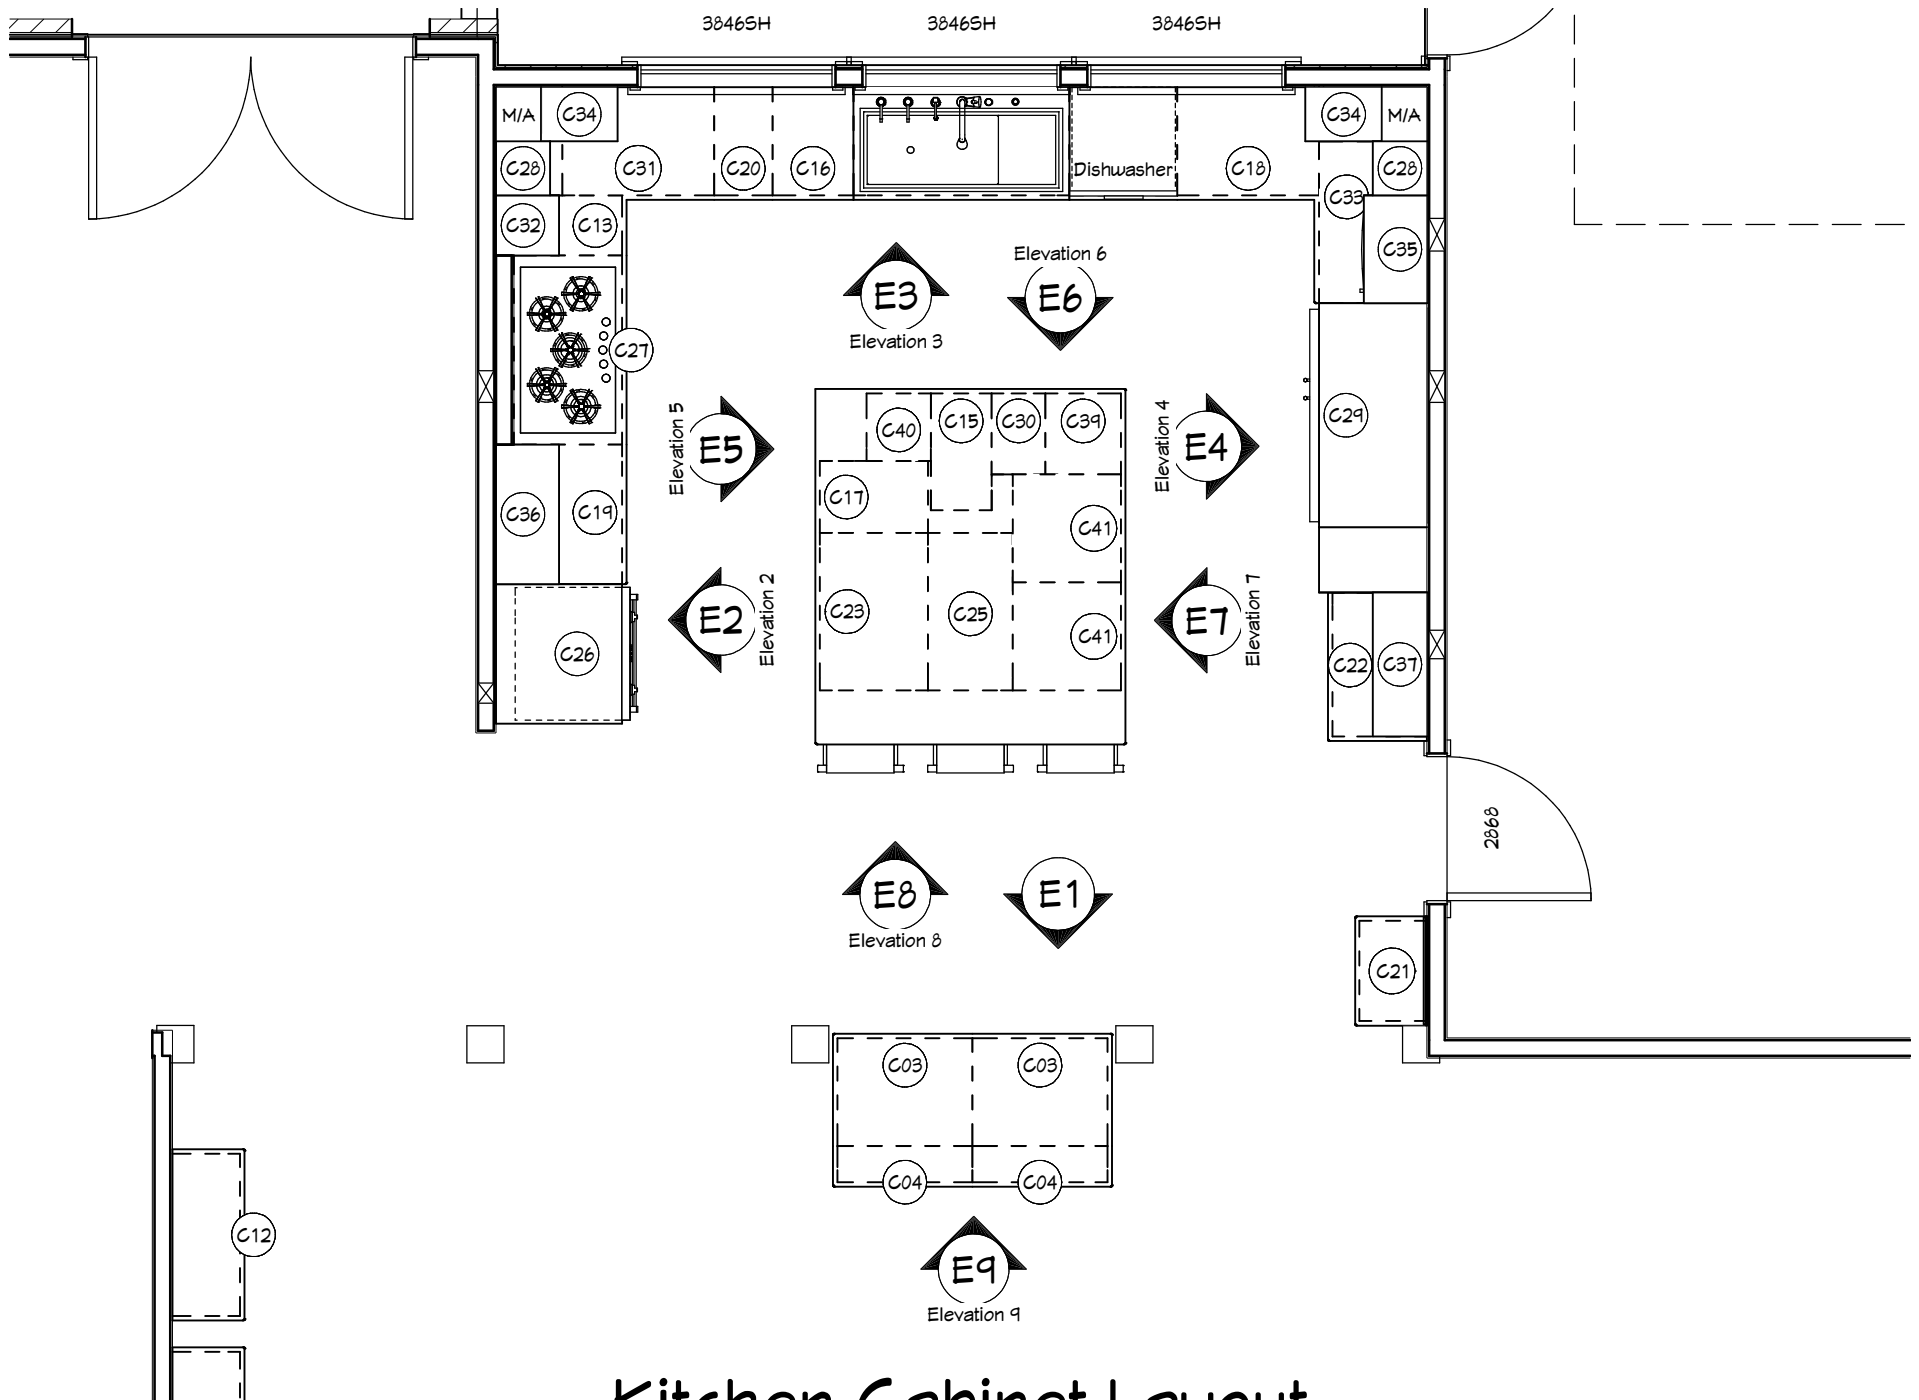 3846SH 3846SH 3846SH
M/A C34 C34 M/A
C28 C31 C20 C16 Dishwasher C18 C28
C33
C32 C13
C35
Elevation 6
E3 E6
Elevation 3
C27
C29
C40 C15 C30 C39
Elevation 5 E5 E4 Elevation 4
C17
C36 C19 C41
E2 Elevation 2 E7 Elevation 7
C23 C25
C41
C26
C22 C37
2868
E8 E1
Elevation 8
C21
C03 C03
C04 C04
C12
E9
Elevation 9
Kitchen Cabinet Layout